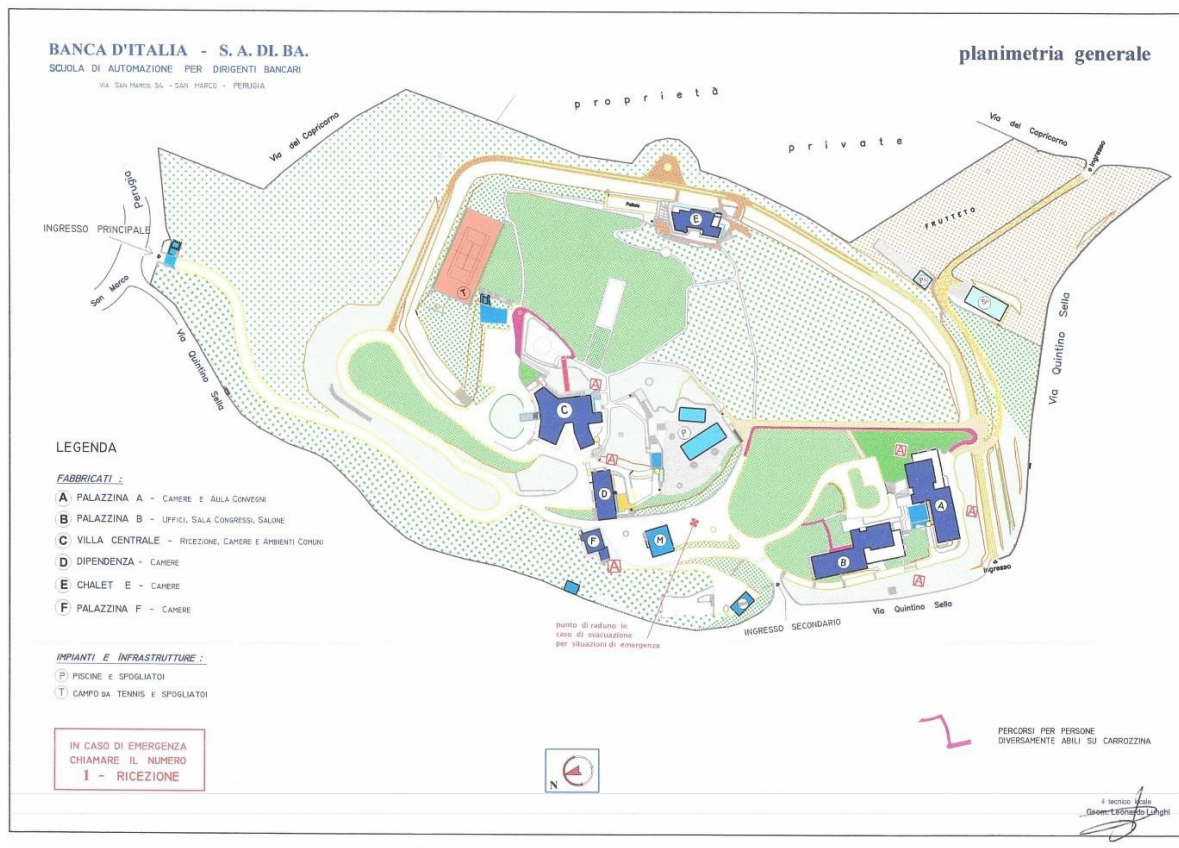 BANCA D'ITALIA - S. A. DI. BA.
SCUOLA DI AUTOMAZIONE PER DIRIGENTI BANCARI
VIA SAN MARCO, 54 - SAN MARCO - PERUGIA
planimetria generale
proprietà
private
Via del Capricorno
Via del Capricorno
Ingresso
Perugia
INGRESSO PRINCIPALE
San Marco
Via Quintino Sella
FRUTTETO
Via Quintino Sella
E
T
C
P
A
A
A
D
A
A
F
M
A
B
A
A
Ingresso
Via Quintino Sella
INGRESSO SECONDARIO
punto di raduno in
caso di evacuazione
per situazioni di emergenza
LEGENDA
FABBRICATI :
A PALAZZINA A - CAMERE E AULA CONVEGNI
B PALAZZINA B - UFFICI, SALA CONGRESSI, SALONE
C VILLA CENTRALE - RICEZIONE, CAMERE E AMBIENTI COMUNI
D DIPENDENZA - CAMERE
E CHALET E - CAMERE
F PALAZZINA F - CAMERE
IMPIANTI E INFRASTRUTTURE :
P PISCINE E SPOGLIATOI
T CAMPO DA TENNIS E SPOGLIATOI
IN CASO DI EMERGENZA
CHIAMARE IL NUMERO
1 - RICEZIONE
N
PERCORSI PER PERSONE
DIVERSAMENTE ABILI SU CARROZZINA
il tecnico locale
Geom. Leonardo Lunghi